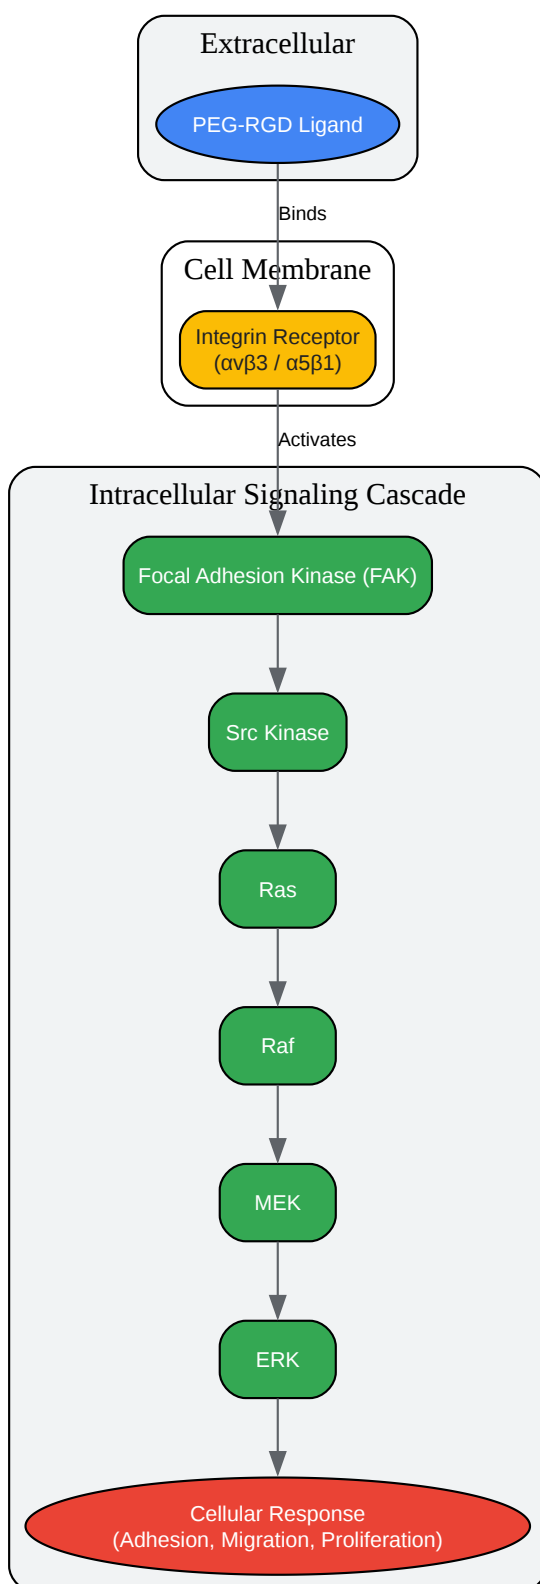 Extracellular
PEG-RGD Ligand
Binds
Cell Membrane
Integrin Receptor
(αvβ3 / α5β1)
Activates
Intracellular Signaling Cascade
Focal Adhesion Kinase (FAK)
Src Kinase
Ras
Raf
MEK
ERK
Cellular Response
(Adhesion, Migration, Proliferation)